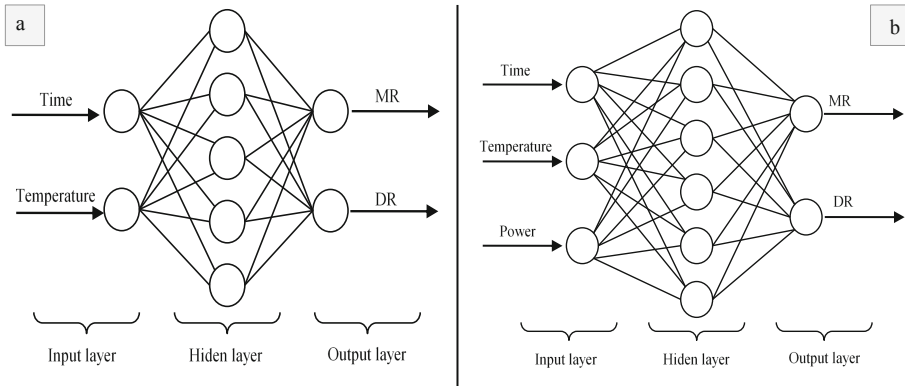 a
Time
Temperature
MR
DR
Input layer
Hiden layer
Output layer
b
Time
Temperature
Power
MR
DR
Input layer
Hiden layer
Output layer